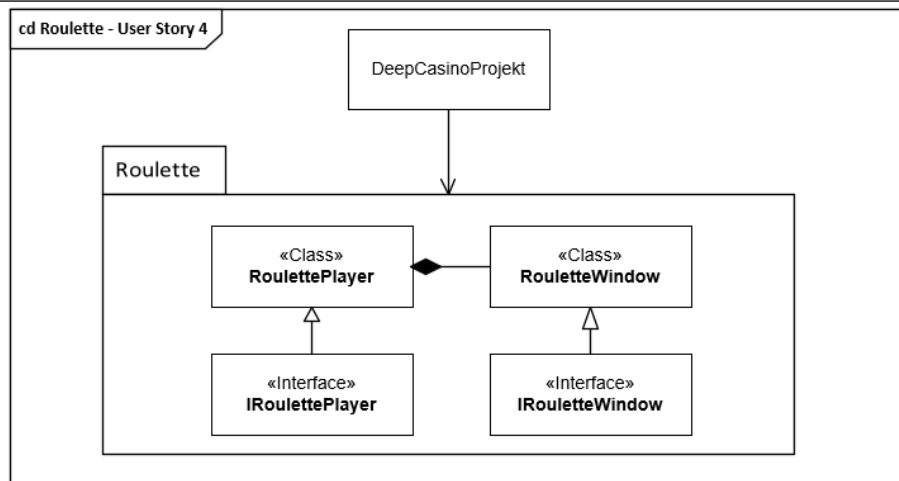 cd Roulette - User Story 4
DeepCasinoProjekt
Roulette
«Class»
RoulettePlayer
«Class»
RouletteWindow
«Interface»
IRoulettePlayer
«Interface»
IRouletteWindow